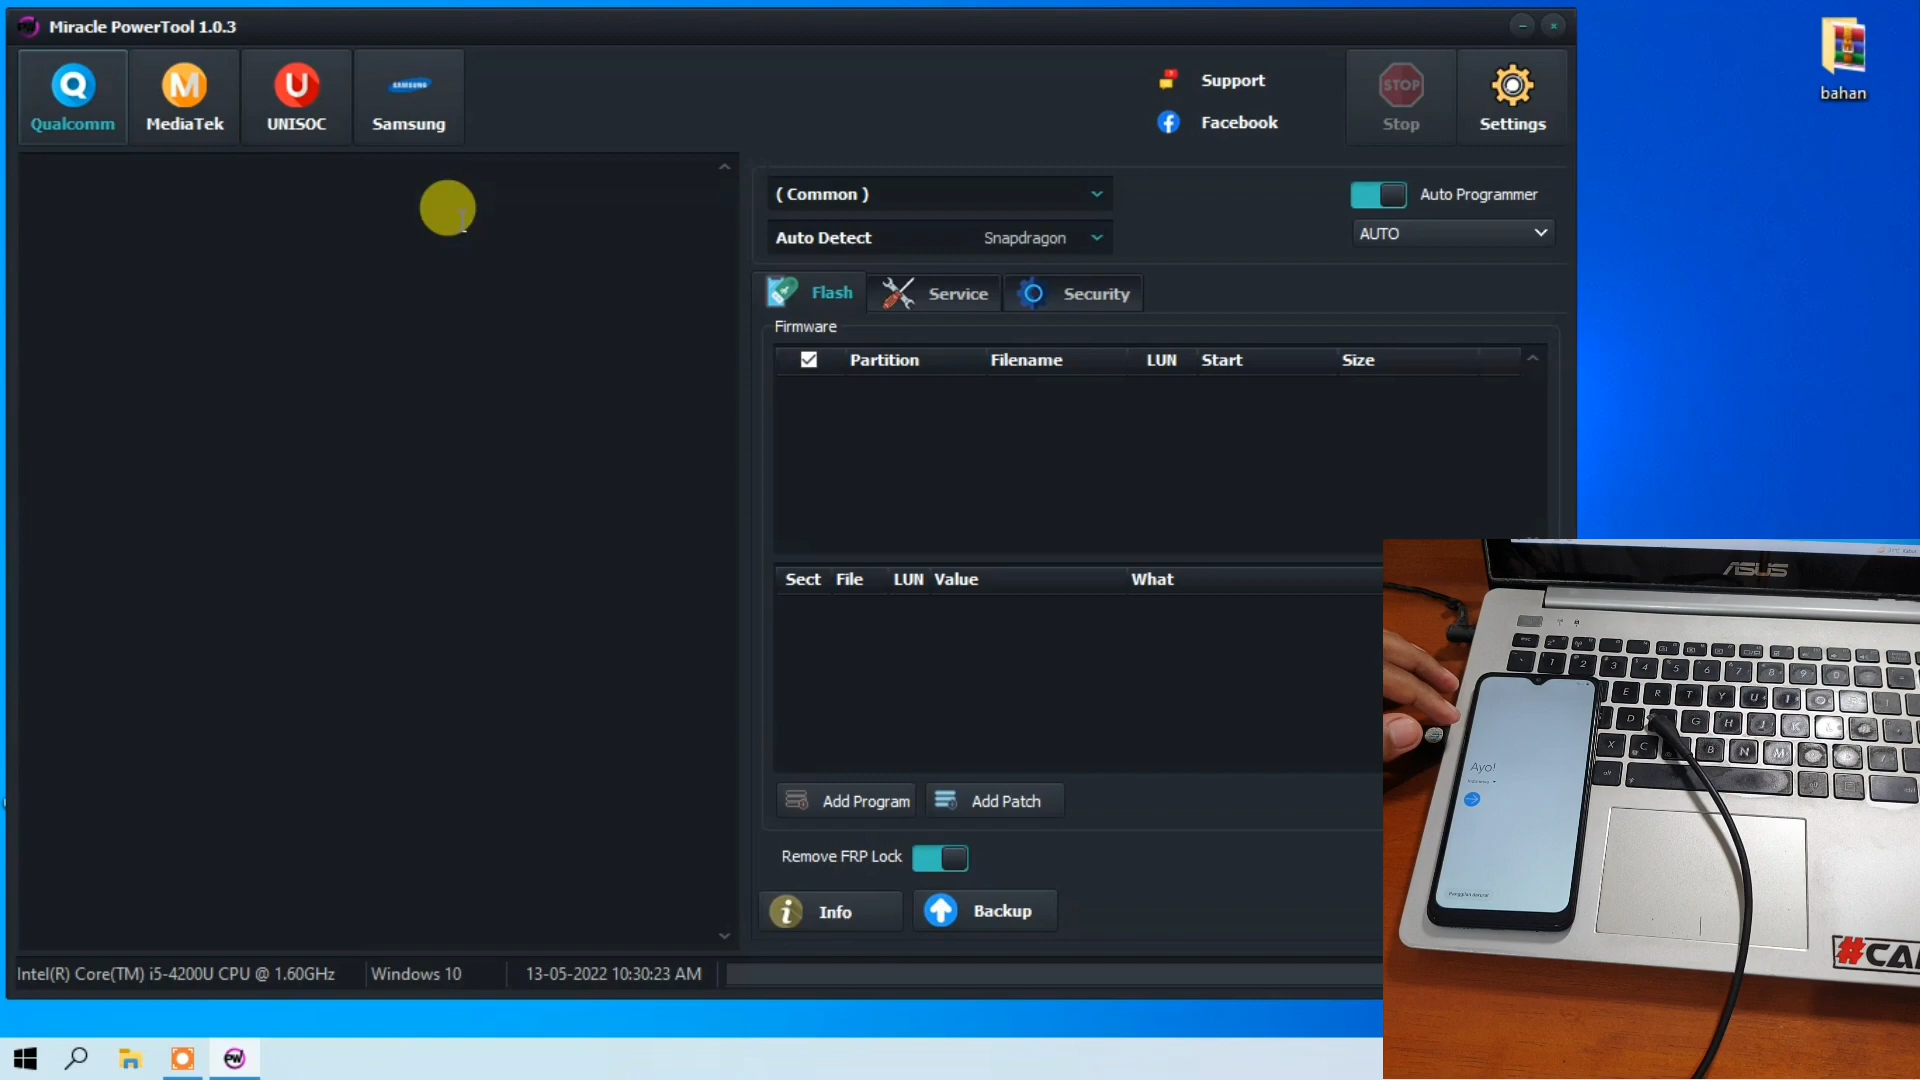 Miracle PowerTool 1.0.3
bahan
Qualcomm
MediaTek
UNISOC
SAMSUNG
Samsung
Support
Facebook
STOP
Stop
Settings
( Common )
Auto Programmer
Auto Detect
Snapdragon
AUTO
Flash
Service
Security
Firmware
Partition
Filename
LUN
Start
Size
Sect
File
LUN
Value
What
Add Program
Add Patch
Remove FRP Lock
Info
Backup
Intel(R) Core(TM) i5-4200U CPU @ 1.60GHz
Windows 10
13-05-2022 10:30:23 AM
PW
ASUS
Ayo!
#CA